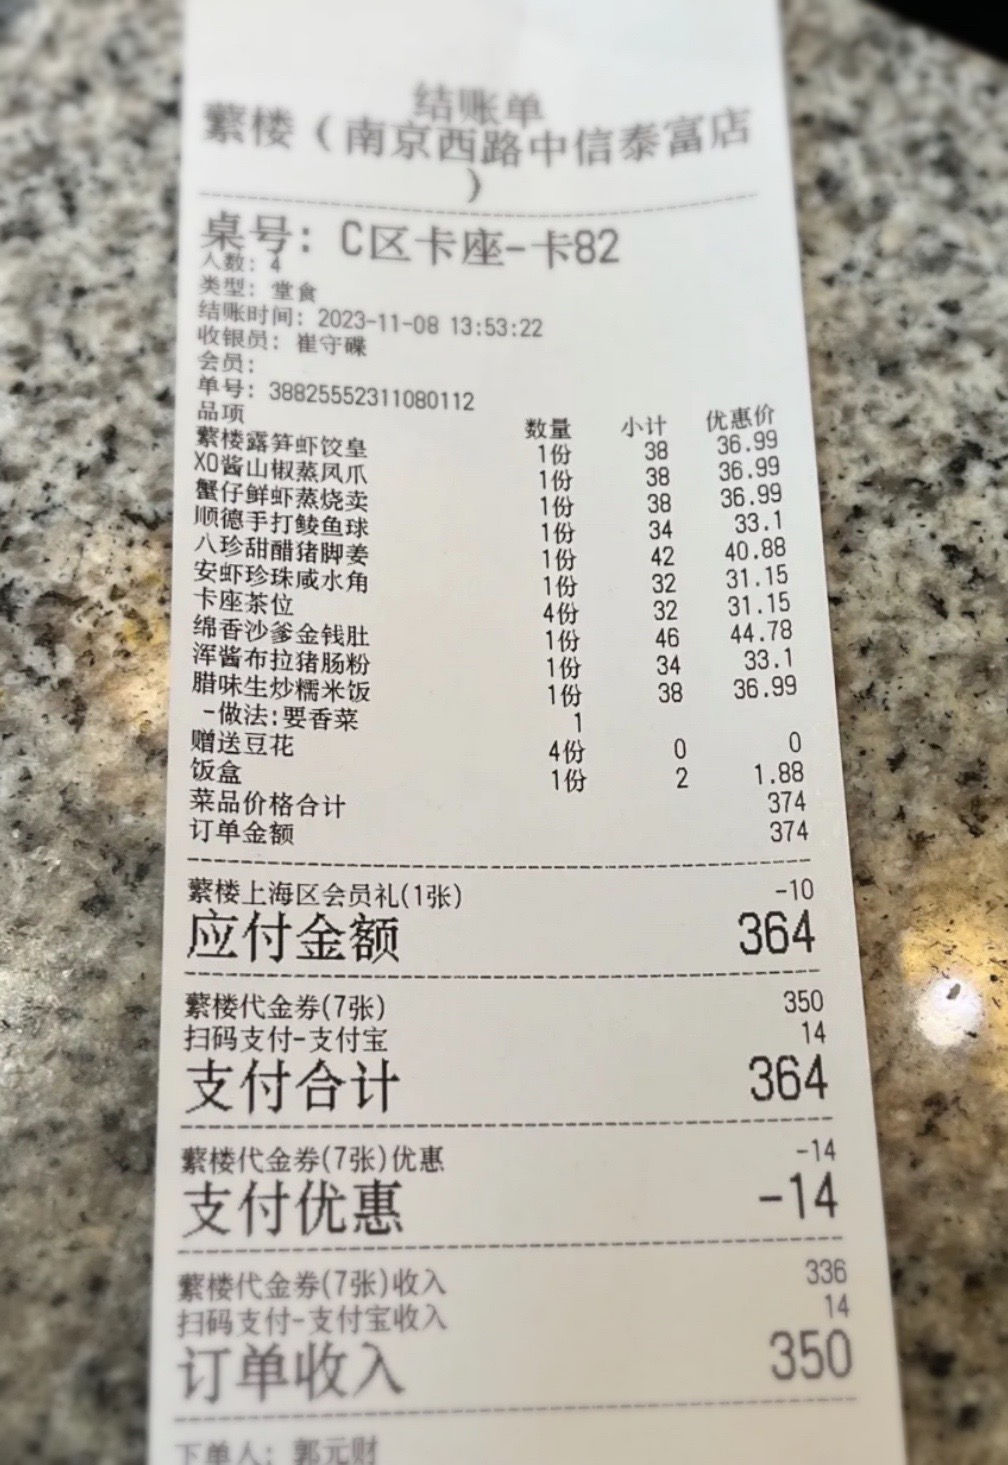 结账单
蘩楼（南京西路中信泰富店
）
桌号：C区卡座-卡82
人数：4
类型：堂食
结账时间：2023-11-08 13:53:22
收银员：崔守碟
会员：
单号：38825552311080112
品项 数量 小计 优惠价
蘩楼露笋虾饺皇 1份 38 36.99
XO酱山椒蒸凤爪 1份 38 36.99
蟹仔鲜虾蒸烧卖 1份 38 36.99
顺德手打鲮鱼球 1份 34 33.1
八珍甜醋猪脚姜 1份 42 40.88
安虾珍珠咸水角 1份 32 31.15
卡座茶位 4份 32 31.15
绵香沙爹金钱肚 1份 46 44.78
浑酱布拉猪肠粉 1份 34 33.1
腊味生炒糯米饭 1份 38 36.99
-做法:要香菜 1
赠送豆花 4份 0 0
饭盒 1份 2 1.88
菜品价格合计 374
订单金额 374
蘩楼上海区会员礼(1张) -10
应付金额 364
蘩楼代金券(7张) 350
扫码支付-支付宝 14
支付合计 364
蘩楼代金券(7张)优惠 -14
支付优惠 -14
蘩楼代金券(7张)收入 336
扫码支付-支付宝收入 14
订单收入 350
下单人：郭元财